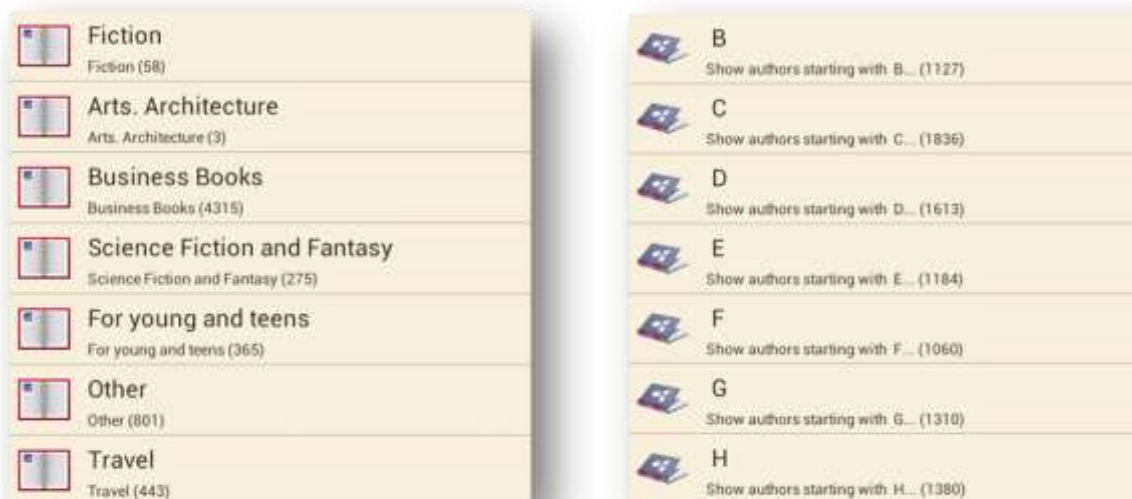 Fiction
Fiction (58)
Arts. Architecture
Arts. Architecture (3)
Business Books
Business Books (4315)
Science Fiction and Fantasy
Science Fiction and Fantasy (275)
For young and teens
For young and teens (365)
Other
Other (801)
Travel
Travel (443)
B
Show authors starting with B... (1127)
C
Show authors starting with C... (1836)
D
Show authors starting with D... (1613)
E
Show authors starting with E... (1184)
F
Show authors starting with F... (1060)
G
Show authors starting with G... (1310)
H
Show authors starting with H... (1380)